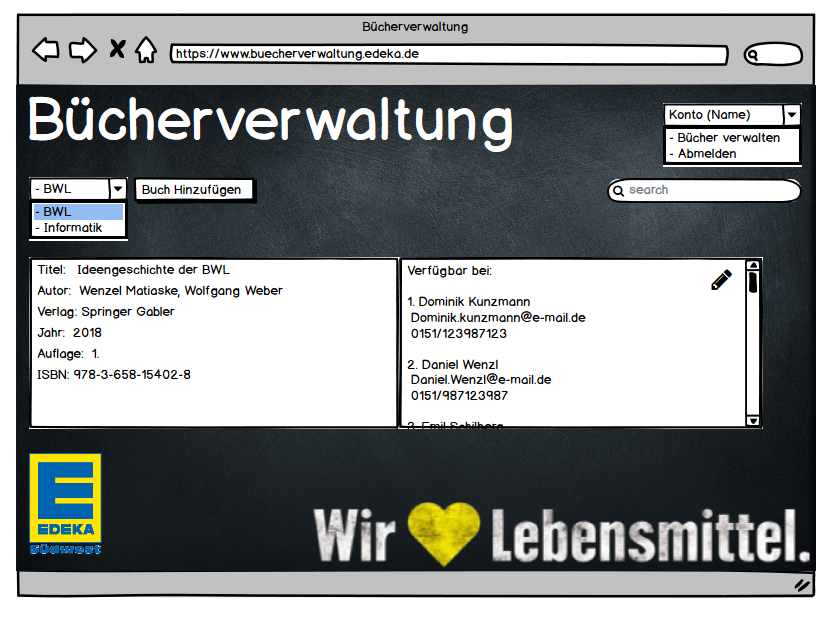 Bücherverwaltung
https://www.buecherverwaltung.edeka.de
Bücherverwaltung
Konto (Name)
- Bücher verwalten
- Abmelden
- BWL
Buch Hinzufügen
search
- BWL
- Informatik
Titel: Ideengeschichte der BWL
Autor: Wenzel Matiaske, Wolfgang Weber
Verlag: Springer Gabler
Jahr: 2018
Auflage: 1.
ISBN: 978-3-658-15402-8
Verfügbar bei:
1. Dominik Kunzmann
Dominik.kunzmann@e-mail.de
0151/123987123
2. Daniel Wenzl
Daniel.Wenzl@e-mail.de
0151/987123987
3. Emil Schilberg
EDEKA
südwest
Wir Lebensmittel.